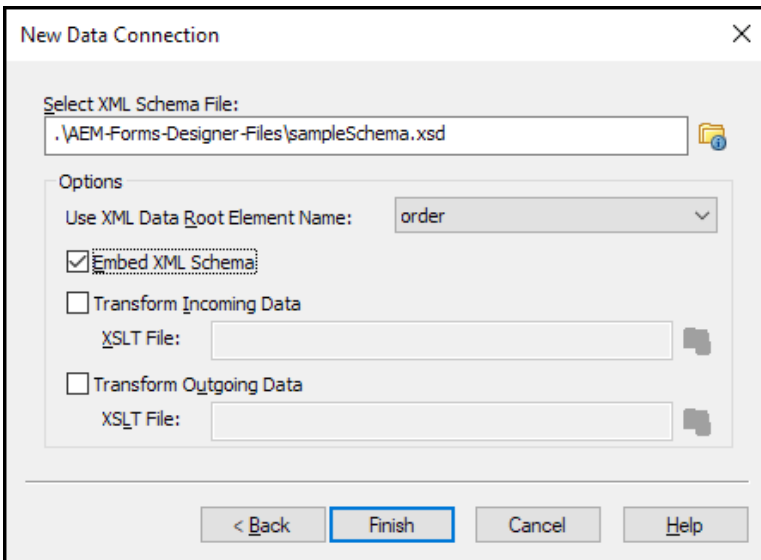 New Data Connection
Select XML Schema File:
.\AEM-Forms-Designer-Files\sampleSchema.xsd
Options
Use XML Data Root Element Name: order
Embed XML Schema
Transform Incoming Data
XSLT File:
Transform Outgoing Data
XSLT File:
< Back Finish Cancel Help